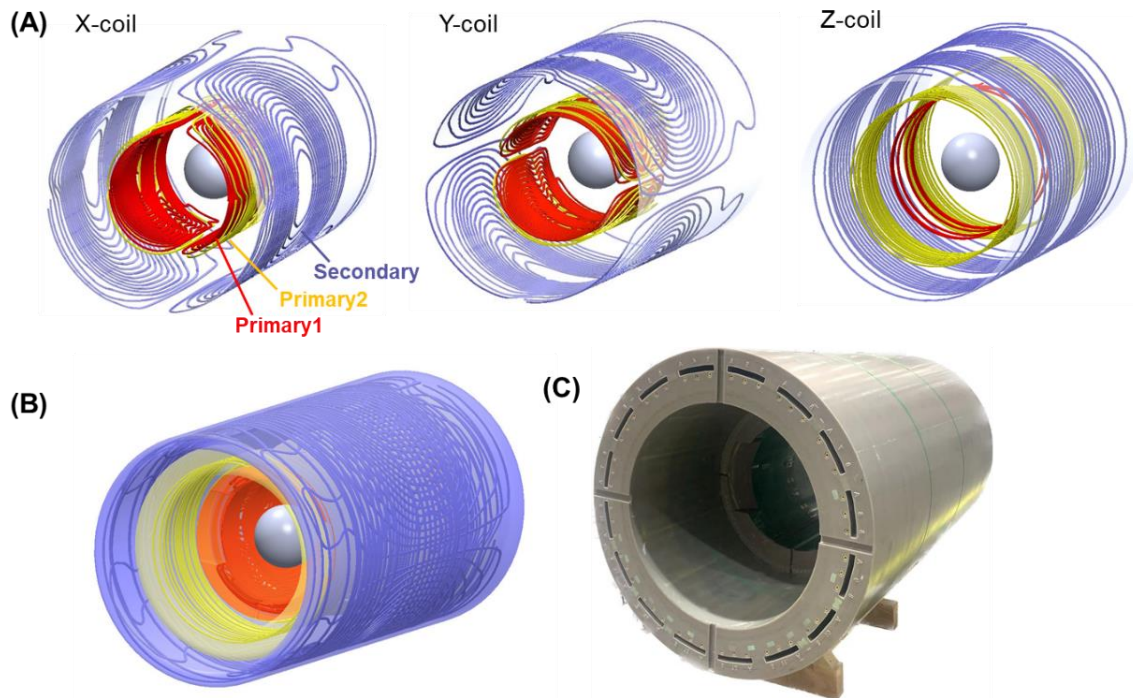 (A)
X-coil
Y-coil
Z-coil
Secondary
Primary2
Primary1
(B)
(C)